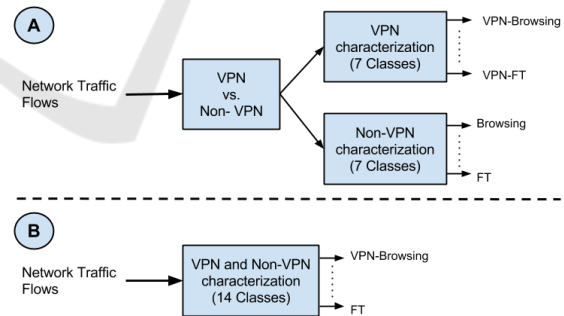 A
Network Traffic
Flows
VPN
vs.
Non- VPN
VPN
characterization
(7 Classes)
VPN-Browsing
VPN-FT
Non-VPN
characterization
(7 Classes)
Browsing
FT
B
Network Traffic
Flows
VPN and Non-VPN
characterization
(14 Classes)
VPN-Browsing
FT